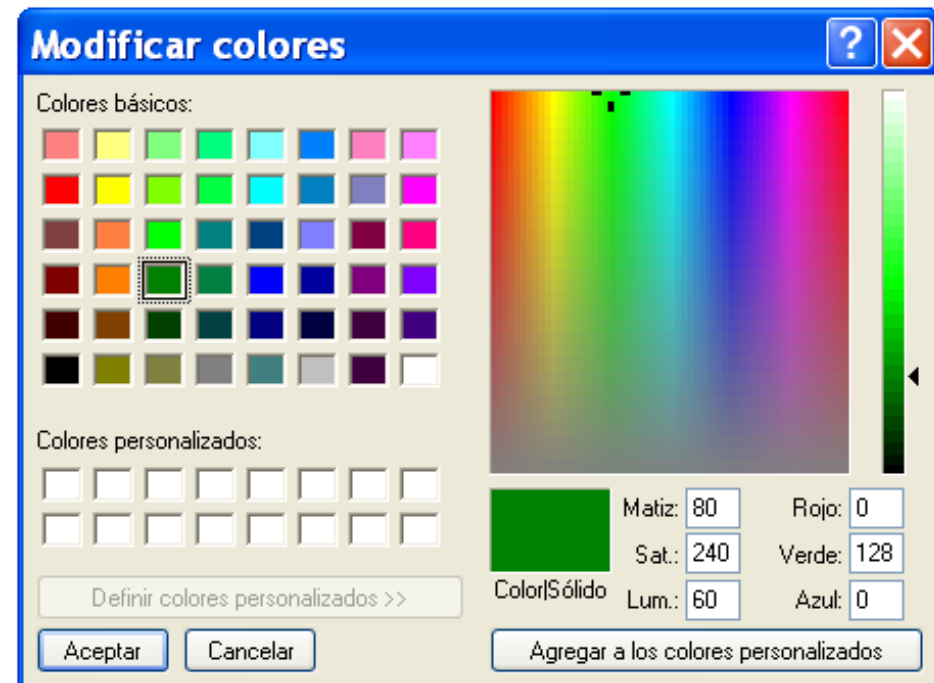 Modificar colores
Colores básicos:
Colores personalizados:
Definir colores personalizados >>
Aceptar Cancelar
Color|Sólido
Matiz: 80 Rojo: 0
Sat.: 240 Verde: 128
Lum.: 60 Azul: 0
Agregar a los colores personalizados